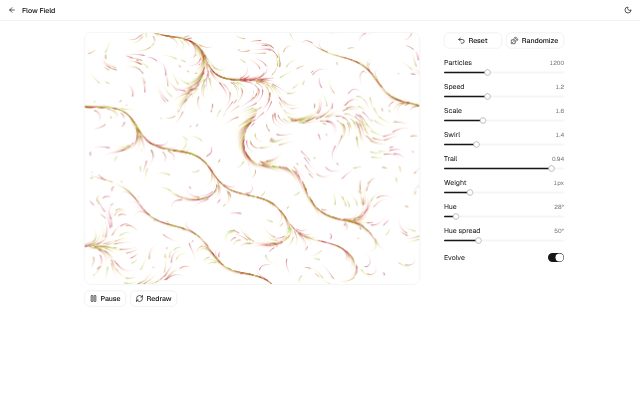 Flow Field
Reset
Randomize
Particles 1200
Speed 1.2
Scale 1.6
Swirl 1.4
Trail 0.94
Weight 1px
Hue 28°
Hue spread 50°
Evolve
Pause
Redraw